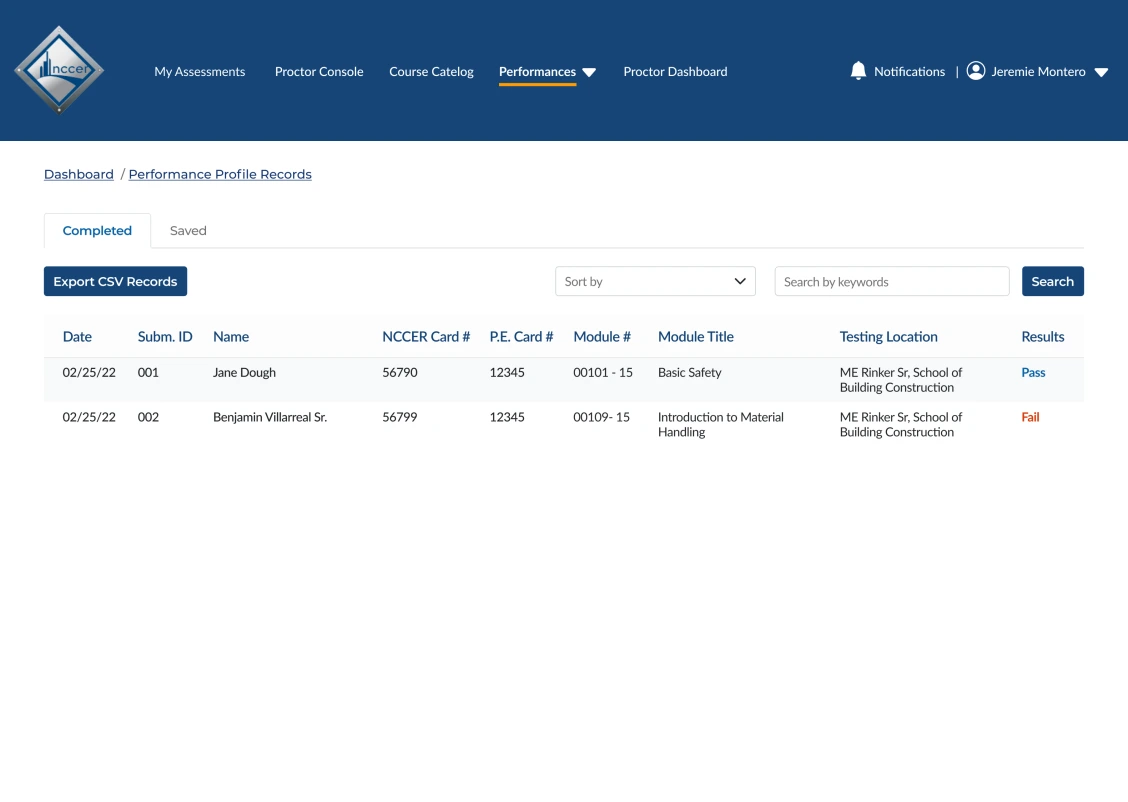 nccer
My Assessments Proctor Console Course Catelog Performances Proctor Dashboard Notifications | Jeremie Montero
Dashboard / Performance Profile Records
Completed Saved
Export CSV Records Sort by Search by keywords Search
Date Subm. ID Name NCCER Card # P.E. Card # Module # Module Title Testing Location Results
02/25/22 001 Jane Dough 56790 12345 00101 - 15 Basic Safety ME Rinker Sr, School of Pass
Building Construction
02/25/22 002 Benjamin Villarreal Sr. 56799 12345 00109- 15 Introduction to Material ME Rinker Sr, School of Fail
Handling Building Construction